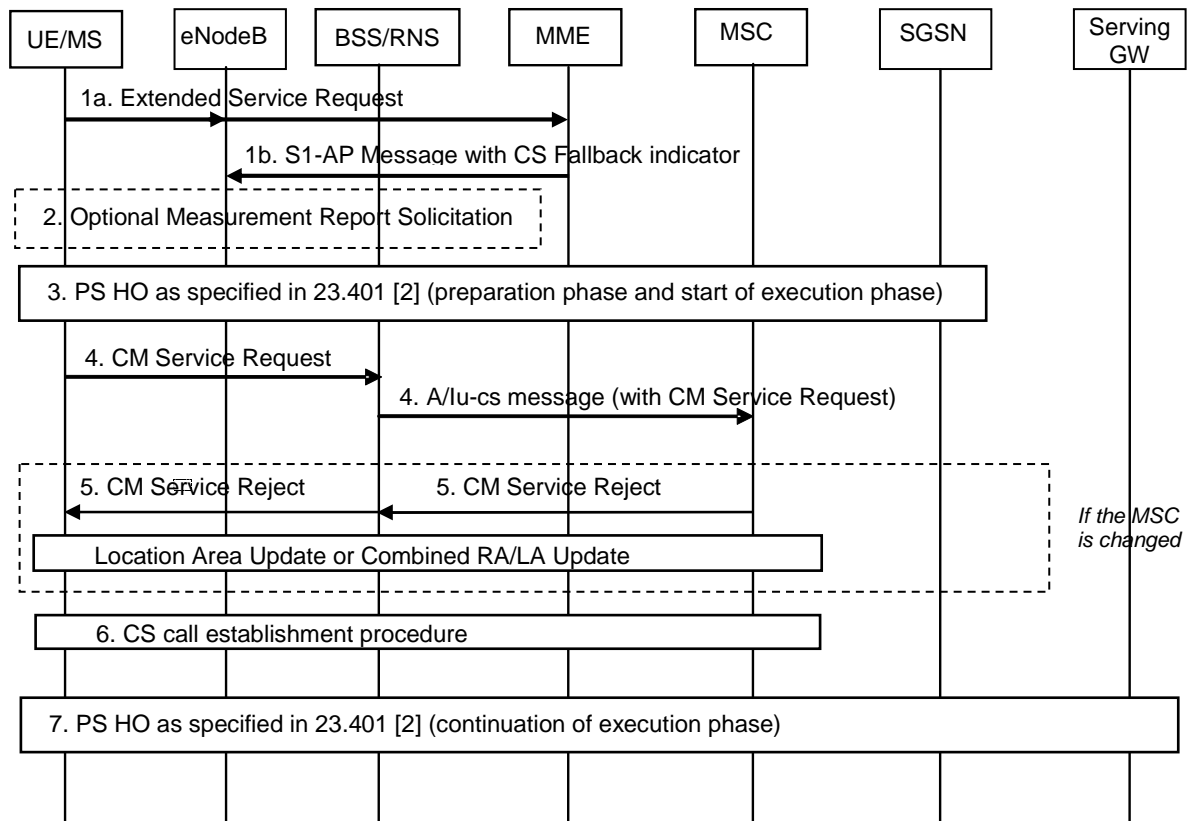 UE/MS
eNodeB
BSS/RNS
MME
MSC
SGSN
Serving
GW
1a. Extended Service Request
1b. S1-AP Message with CS Fallback indicator
2. Optional Measurement Report Solicitation
3. PS HO as specified in 23.401 [2] (preparation phase and start of execution phase)
4. CM Service Request
4. A/Iu-cs message (with CM Service Request)
5. CM Service Reject
5. CM Service Reject
If the MSC
is changed
Location Area Update or Combined RA/LA Update
6. CS call establishment procedure
7. PS HO as specified in 23.401 [2] (continuation of execution phase)